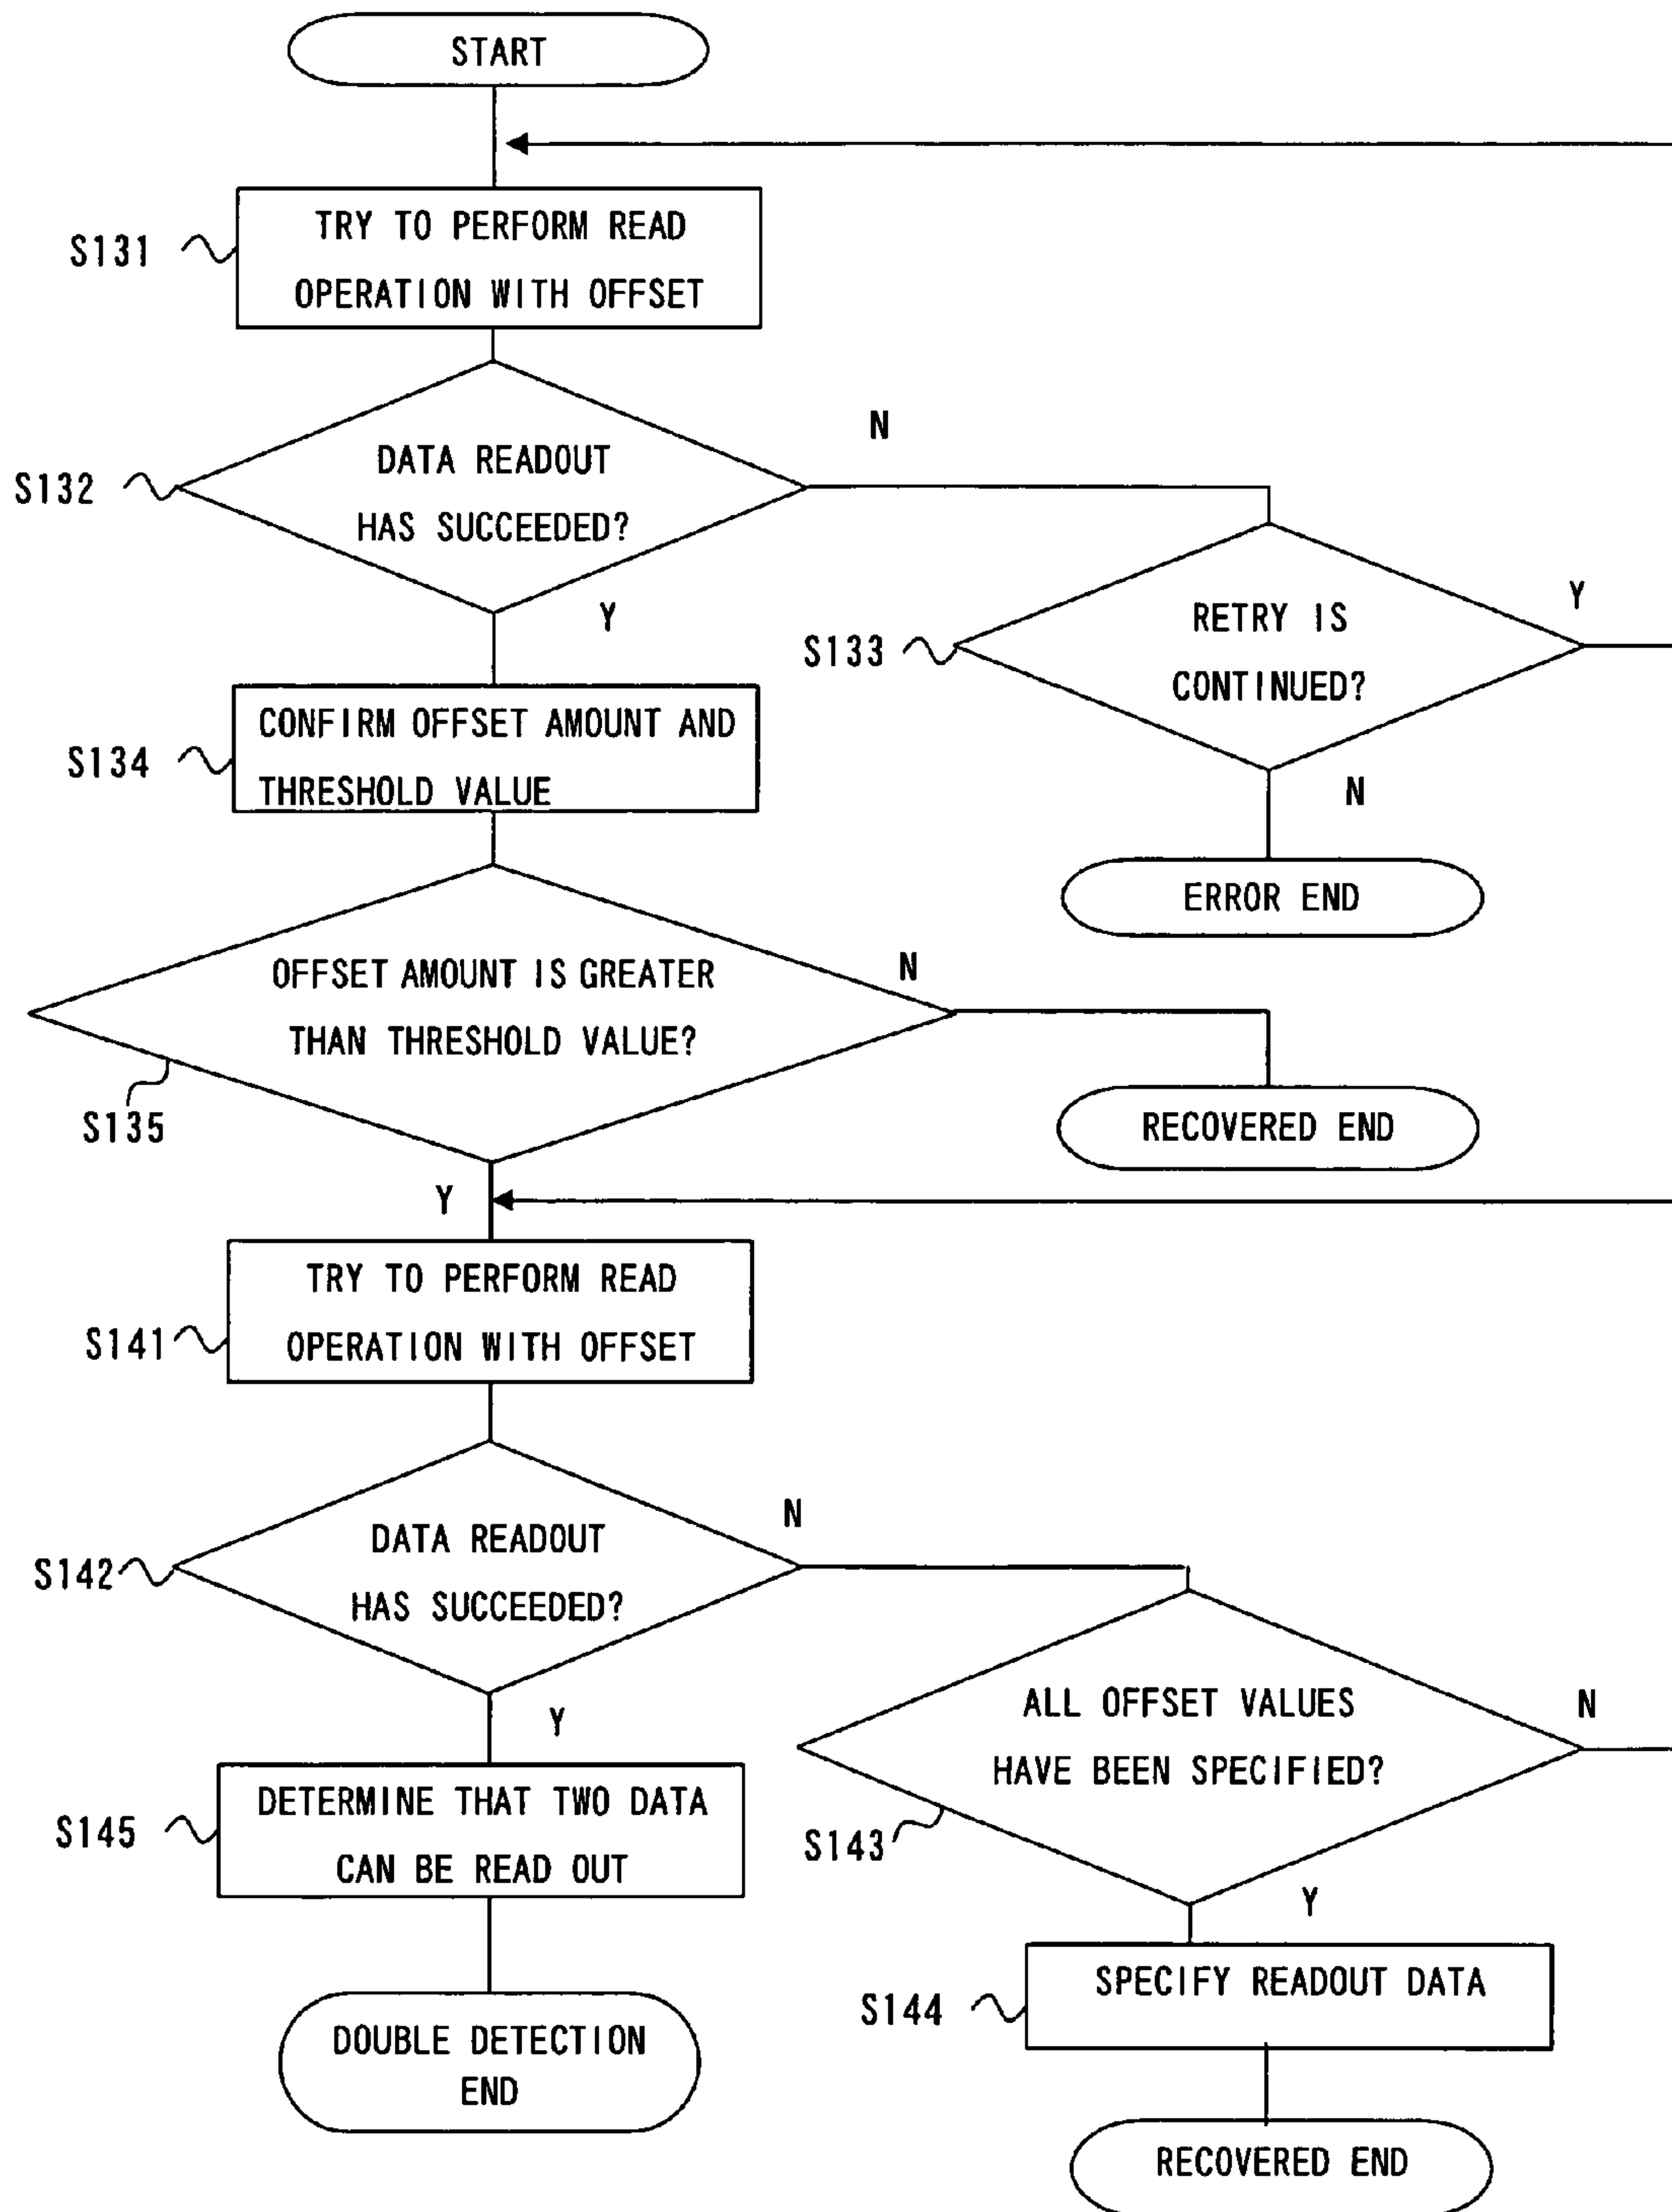 START
S131
TRY TO PERFORM READ
OPERATION WITH OFFSET
S132
DATA READOUT
HAS SUCCEEDED?
N
Y
S133
RETRY IS
CONTINUED?
Y
N
S134
CONFIRM OFFSET AMOUNT AND
THRESHOLD VALUE
ERROR END
OFFSET AMOUNT IS GREATER
THAN THRESHOLD VALUE?
N
S135
RECOVERED END
Y
S141
TRY TO PERFORM READ
OPERATION WITH OFFSET
S142
DATA READOUT
HAS SUCCEEDED?
N
Y
ALL OFFSET VALUES
HAVE BEEN SPECIFIED?
N
S143
Y
S145
DETERMINE THAT TWO DATA
CAN BE READ OUT
S144
SPECIFY READOUT DATA
DOUBLE DETECTION
END
RECOVERED END